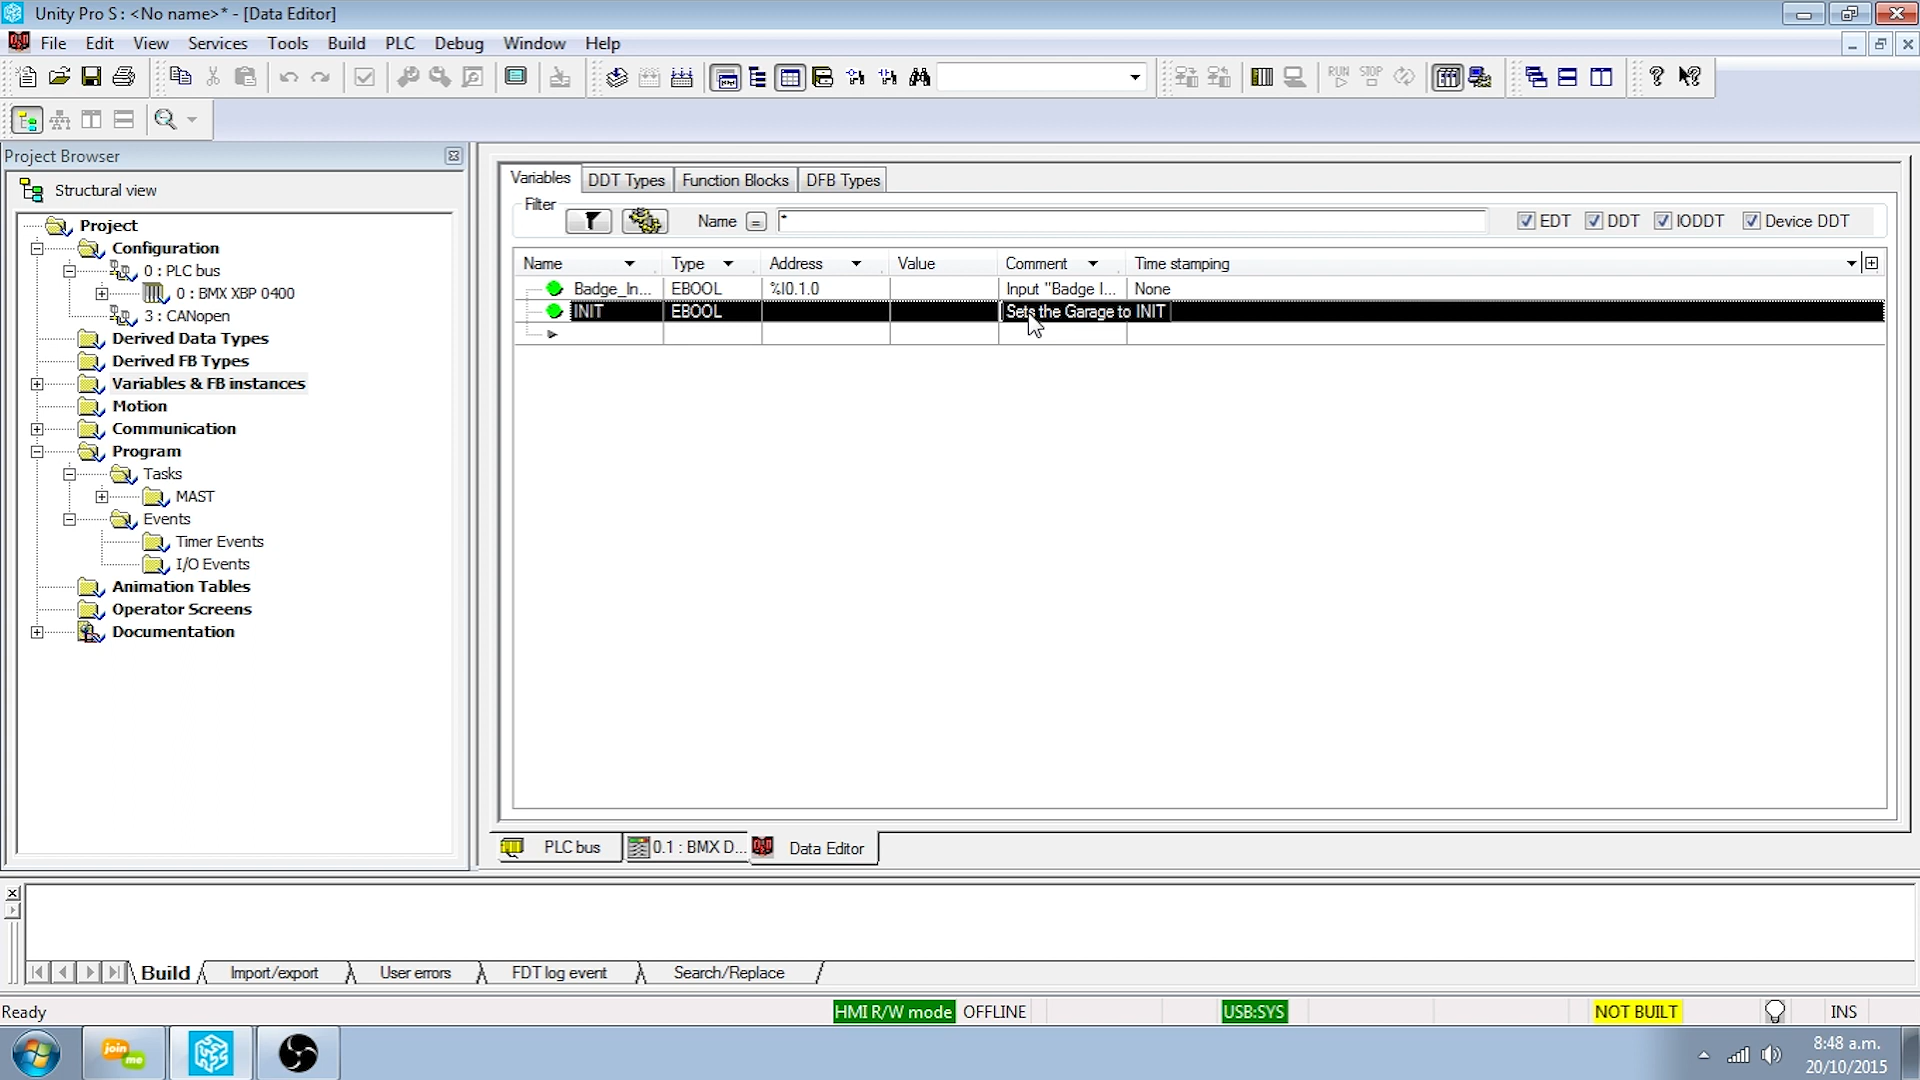 Unity Pro S : <No name>* - [Data Editor]
File Edit View Services Tools Build PLC Debug Window Help
RUN STOP
Project Browser
Structural view
Project
Configuration
0 : PLC bus
0 : BMX XBP 0400
3 : CANopen
Derived Data Types
Derived FB Types
Variables & FB instances
Motion
Communication
Program
Tasks
MAST
Events
Timer Events
I/O Events
Animation Tables
Operator Screens
Documentation
Variables DDT Types Function Blocks DFB Types
Filter
Name = * EDT DDT IODDT Device DDT
Name Type Address Value Comment Time stamping
Badge_In... EBOOL %I0.1.0 Input "Badge I... None
INIT EBOOL Sets the Garage to INIT
PLC bus 0.1 : BMX D... Data Editor
Build Import/export User errors FDT log event Search/Replace
Ready HMI R/W mode OFFLINE USB:SYS NOT BUILT INS
join me
8:48 a.m.
20/10/2015